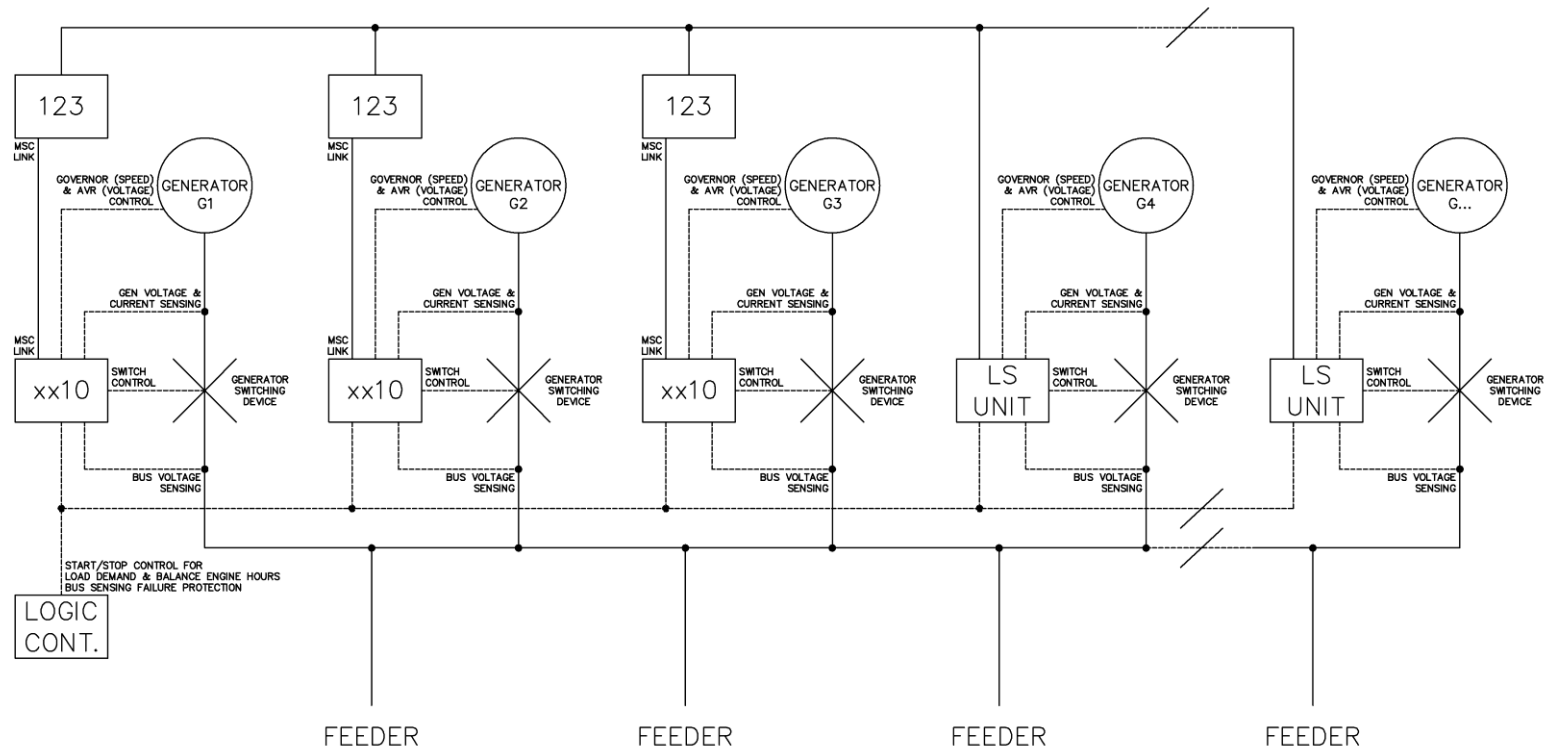 123
123
123
MSC
LINK
MSC
LINK
MSC
LINK
GOVERNOR (SPEED)
& AVR (VOLTAGE)
CONTROL
GENERATOR
G1
GOVERNOR (SPEED)
& AVR (VOLTAGE)
CONTROL
GENERATOR
G2
GOVERNOR (SPEED)
& AVR (VOLTAGE)
CONTROL
GENERATOR
G3
GOVERNOR (SPEED)
& AVR (VOLTAGE)
CONTROL
GENERATOR
G4
GOVERNOR (SPEED)
& AVR (VOLTAGE)
CONTROL
GENERATOR
G...
GEN VOLTAGE &
CURRENT SENSING
GEN VOLTAGE &
CURRENT SENSING
GEN VOLTAGE &
CURRENT SENSING
GEN VOLTAGE &
CURRENT SENSING
GEN VOLTAGE &
CURRENT SENSING
MSC
LINK
MSC
LINK
MSC
LINK
xx10
SWITCH
CONTROL
GENERATOR
SWITCHING
DEVICE
xx10
SWITCH
CONTROL
GENERATOR
SWITCHING
DEVICE
xx10
SWITCH
CONTROL
GENERATOR
SWITCHING
DEVICE
LS
UNIT
SWITCH
CONTROL
GENERATOR
SWITCHING
DEVICE
LS
UNIT
SWITCH
CONTROL
GENERATOR
SWITCHING
DEVICE
BUS VOLTAGE
SENSING
BUS VOLTAGE
SENSING
BUS VOLTAGE
SENSING
BUS VOLTAGE
SENSING
BUS VOLTAGE
SENSING
START/STOP CONTROL FOR
LOAD DEMAND & BALANCE ENGINE HOURS
BUS SENSING FAILURE PROTECTION
LOGIC
CONT.
FEEDER
FEEDER
FEEDER
FEEDER